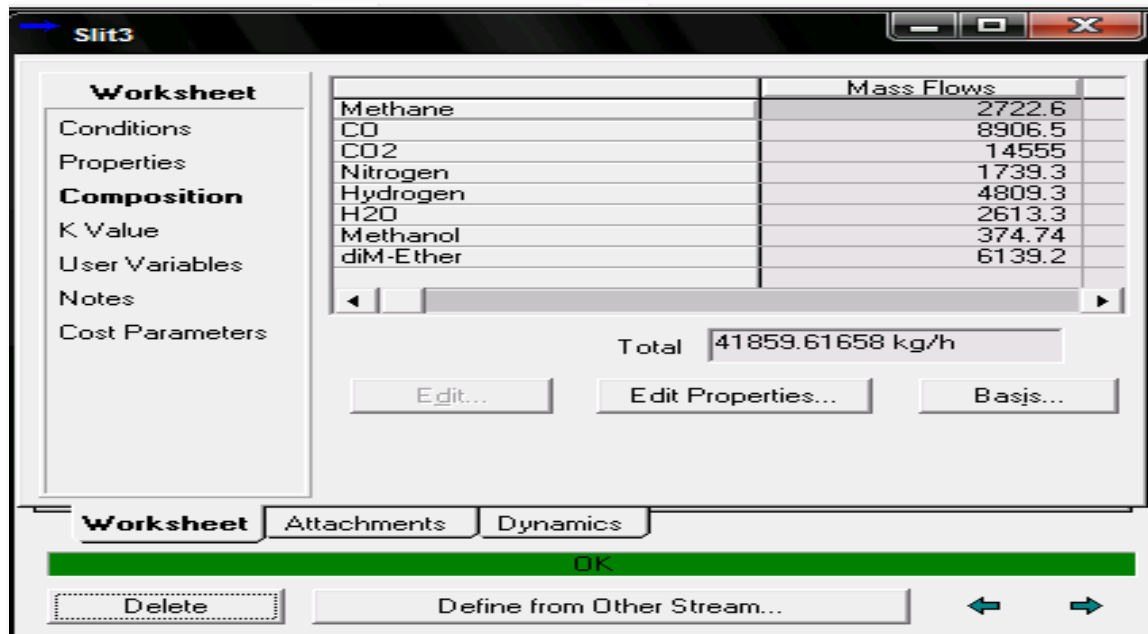 Slit3
Worksheet
Conditions
Properties
Composition
K Value
User Variables
Notes
Cost Parameters
Mass Flows
Methane 2722.6
CO 8906.5
CO2 14555
Nitrogen 1739.3
Hydrogen 4809.3
H2O 2613.3
Methanol 374.74
diM-Ether 6139.2
Total 41859.61658 kg/h
Edit...
Edit Properties...
Basis...
Worksheet Attachments Dynamics
OK
Delete
Define from Other Stream...